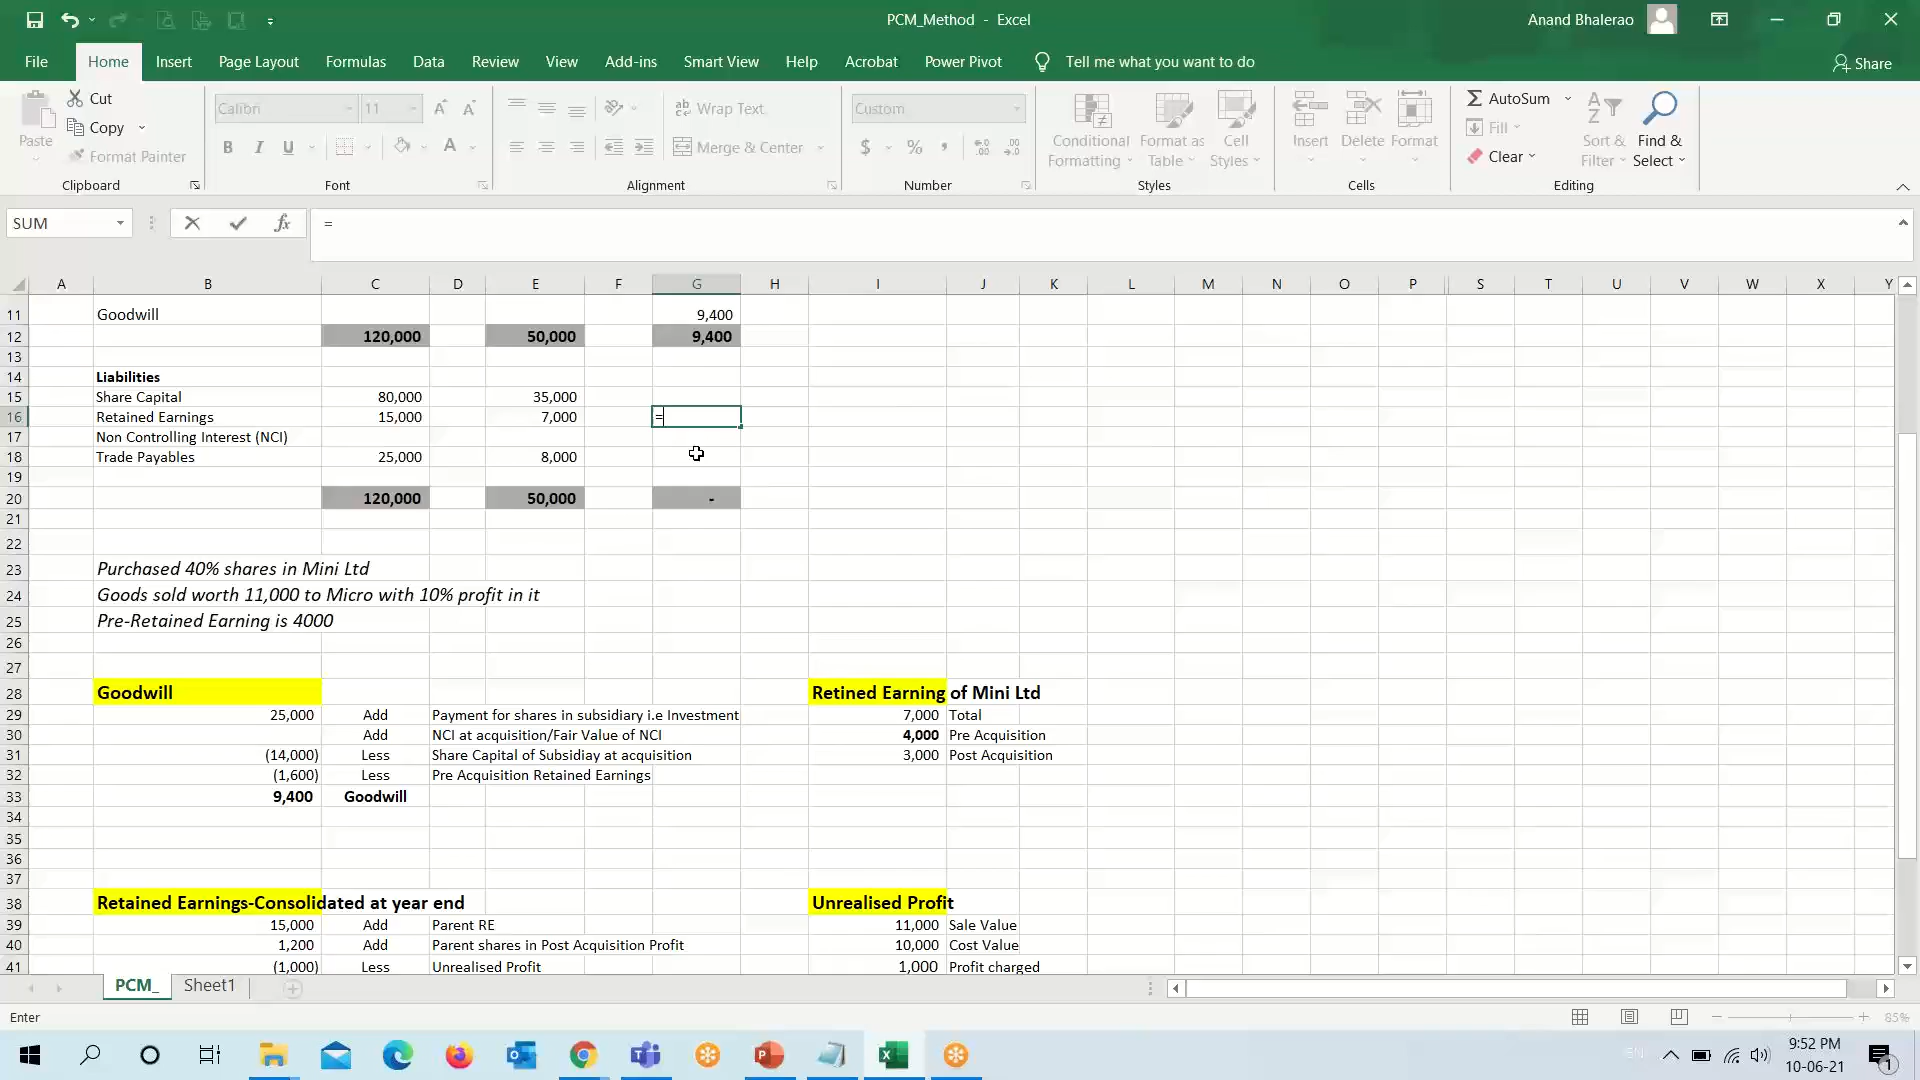 PCM_Method - Excel
Anand Bhalerao
File Home Insert Page Layout Formulas Data Review View Add-ins Smart View Help Acrobat Power Pivot Tell me what you want to do Share
Paste
Cut
Copy
Format Painter
Clipboard
Calibri 11
B I U
Font
Wrap Text
Merge & Center
Alignment
Custom
$ % ,
Number
Conditional Formatting
Format as Table
Cell Styles
Styles
Insert
Delete
Format
Cells
AutoSum
Fill
Clear
Sort & Filter
Find & Select
Editing
SUM fx =
A B C D E F G H I J K L M N O P S T U V W X Y
11 Goodwill 9,400
12 120,000 50,000 9,400
13
14 Liabilities
15 Share Capital 80,000 35,000
16 Retained Earnings 15,000 7,000 =
17 Non Controlling Interest (NCI)
18 Trade Payables 25,000 8,000
19
20 120,000 50,000 -
21
22
23 Purchased 40% shares in Mini Ltd
24 Goods sold worth 11,000 to Micro with 10% profit in it
25 Pre-Retained Earning is 4000
26
27
28 Goodwill Retined Earning of Mini Ltd
29 25,000 Add Payment for shares in subsidiary i.e Investment 7,000 Total
30 Add NCI at acquisition/Fair Value of NCI 4,000 Pre Acquisition
31 (14,000) Less Share Capital of Subsidiay at acquisition 3,000 Post Acquisition
32 (1,600) Less Pre Acquisition Retained Earnings
33 9,400 Goodwill
34
35
36
37
38 Retained Earnings-Consolidated at year end Unrealised Profit
39 15,000 Add Parent RE 11,000 Sale Value
40 1,200 Add Parent shares in Post Acquisition Profit 10,000 Cost Value
41 (1,000) Less Unrealised Profit 1,000 Profit charged
PCM_ Sheet1
Enter 85%
9:52 PM
10-06-21
1